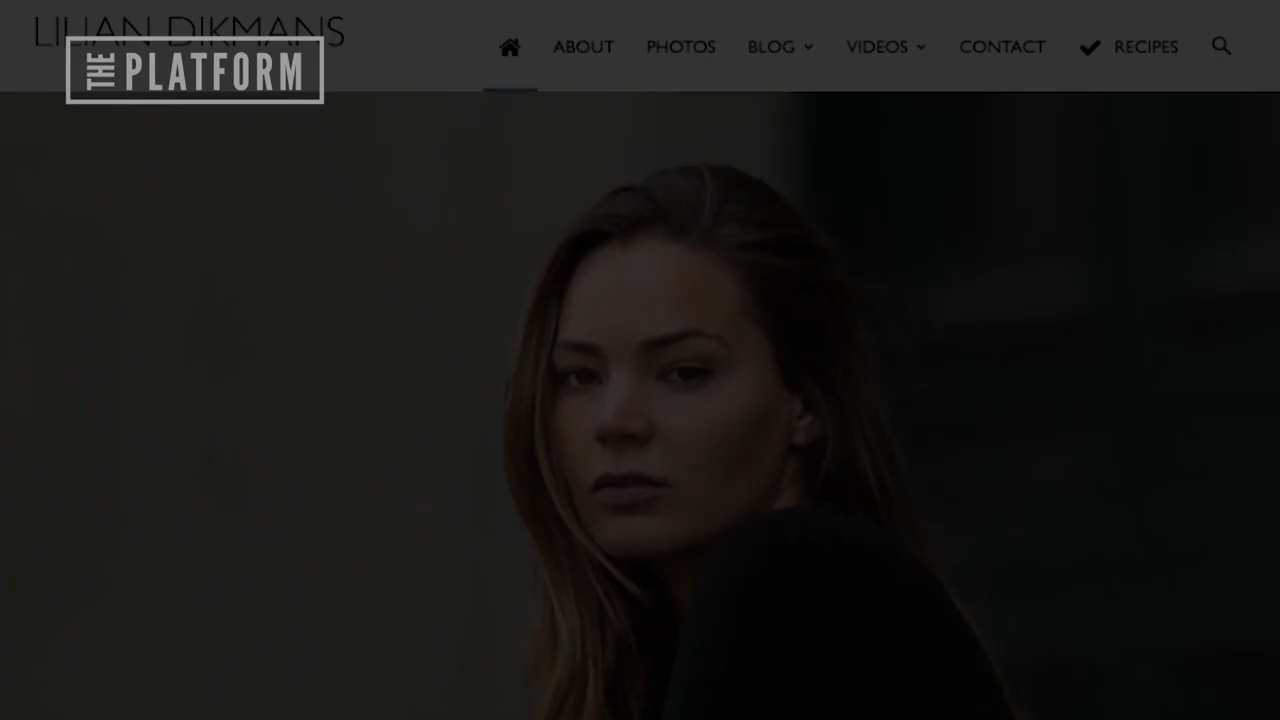 LILIAN DIKMANS
THE PLATFORM
ABOUT PHOTOS BLOG VIDEOS CONTACT RECIPES